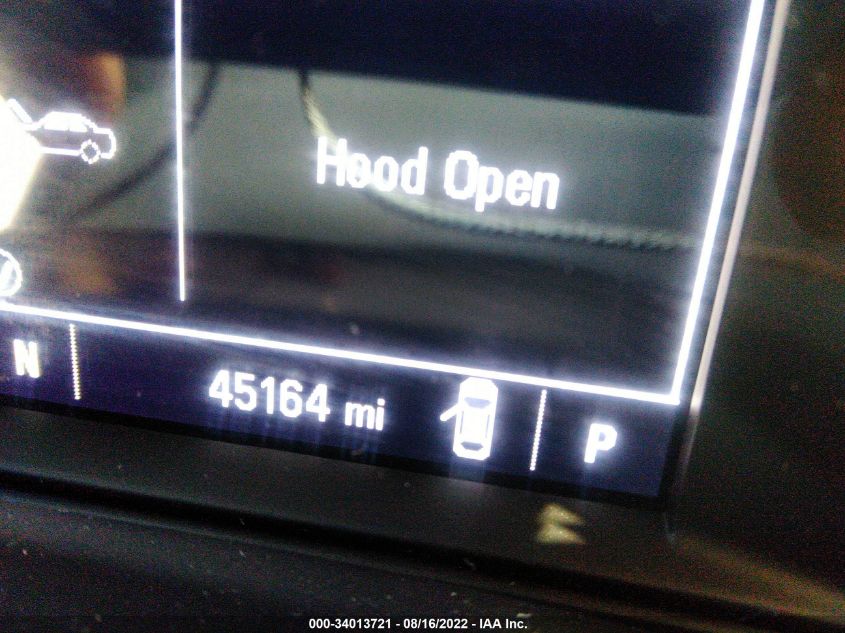 Hood Open
N
45164 mi
P
000-34013721 - 08/16/2022 - IAA Inc.